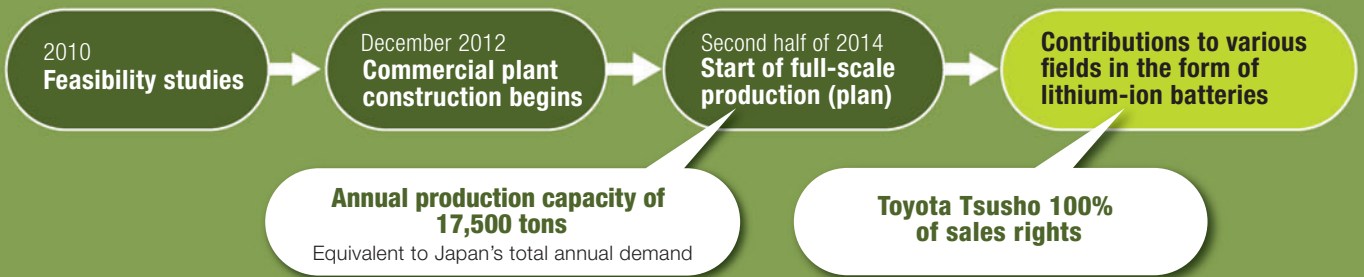 2010
Feasibility studies
December 2012
Commercial plant
construction begins
Second half of 2014
Start of full-scale
production (plan)
Contributions to various
fields in the form of
lithium-ion batteries
Annual production capacity of
17,500 tons
Equivalent to Japan's total annual demand
Toyota Tsusho 100%
of sales rights